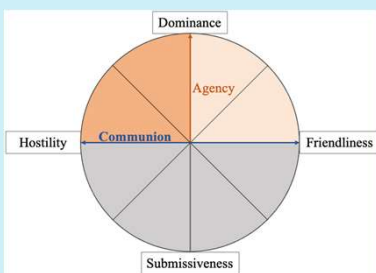 Dominance
Agency
Hostility
Communion
Friendliness
Submissiveness